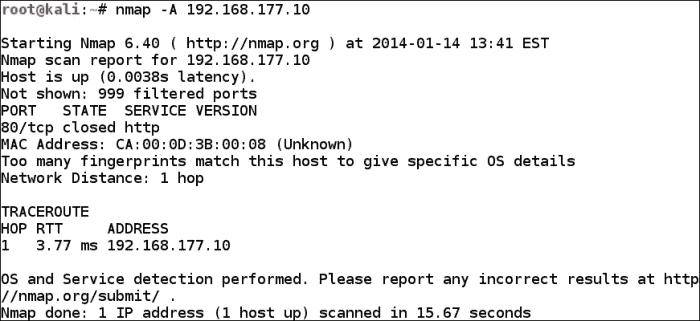 root@kali:~# nmap -A 192.168.177.10
Starting Nmap 6.40 ( http://nmap.org ) at 2014-01-14 13:41 EST
Nmap scan report for 192.168.177.10
Host is up (0.0038s latency).
Not shown: 999 filtered ports
PORT   STATE  SERVICE VERSION
80/tcp closed http
MAC Address: CA:00:0D:3B:00:08 (Unknown)
Too many fingerprints match this host to give specific OS details
Network Distance: 1 hop
TRACEROUTE
HOP RTT     ADDRESS
1   3.77 ms 192.168.177.10
OS and Service detection performed. Please report any incorrect results at http
//nmap.org/submit/ .
Nmap done: 1 IP address (1 host up) scanned in 15.67 seconds